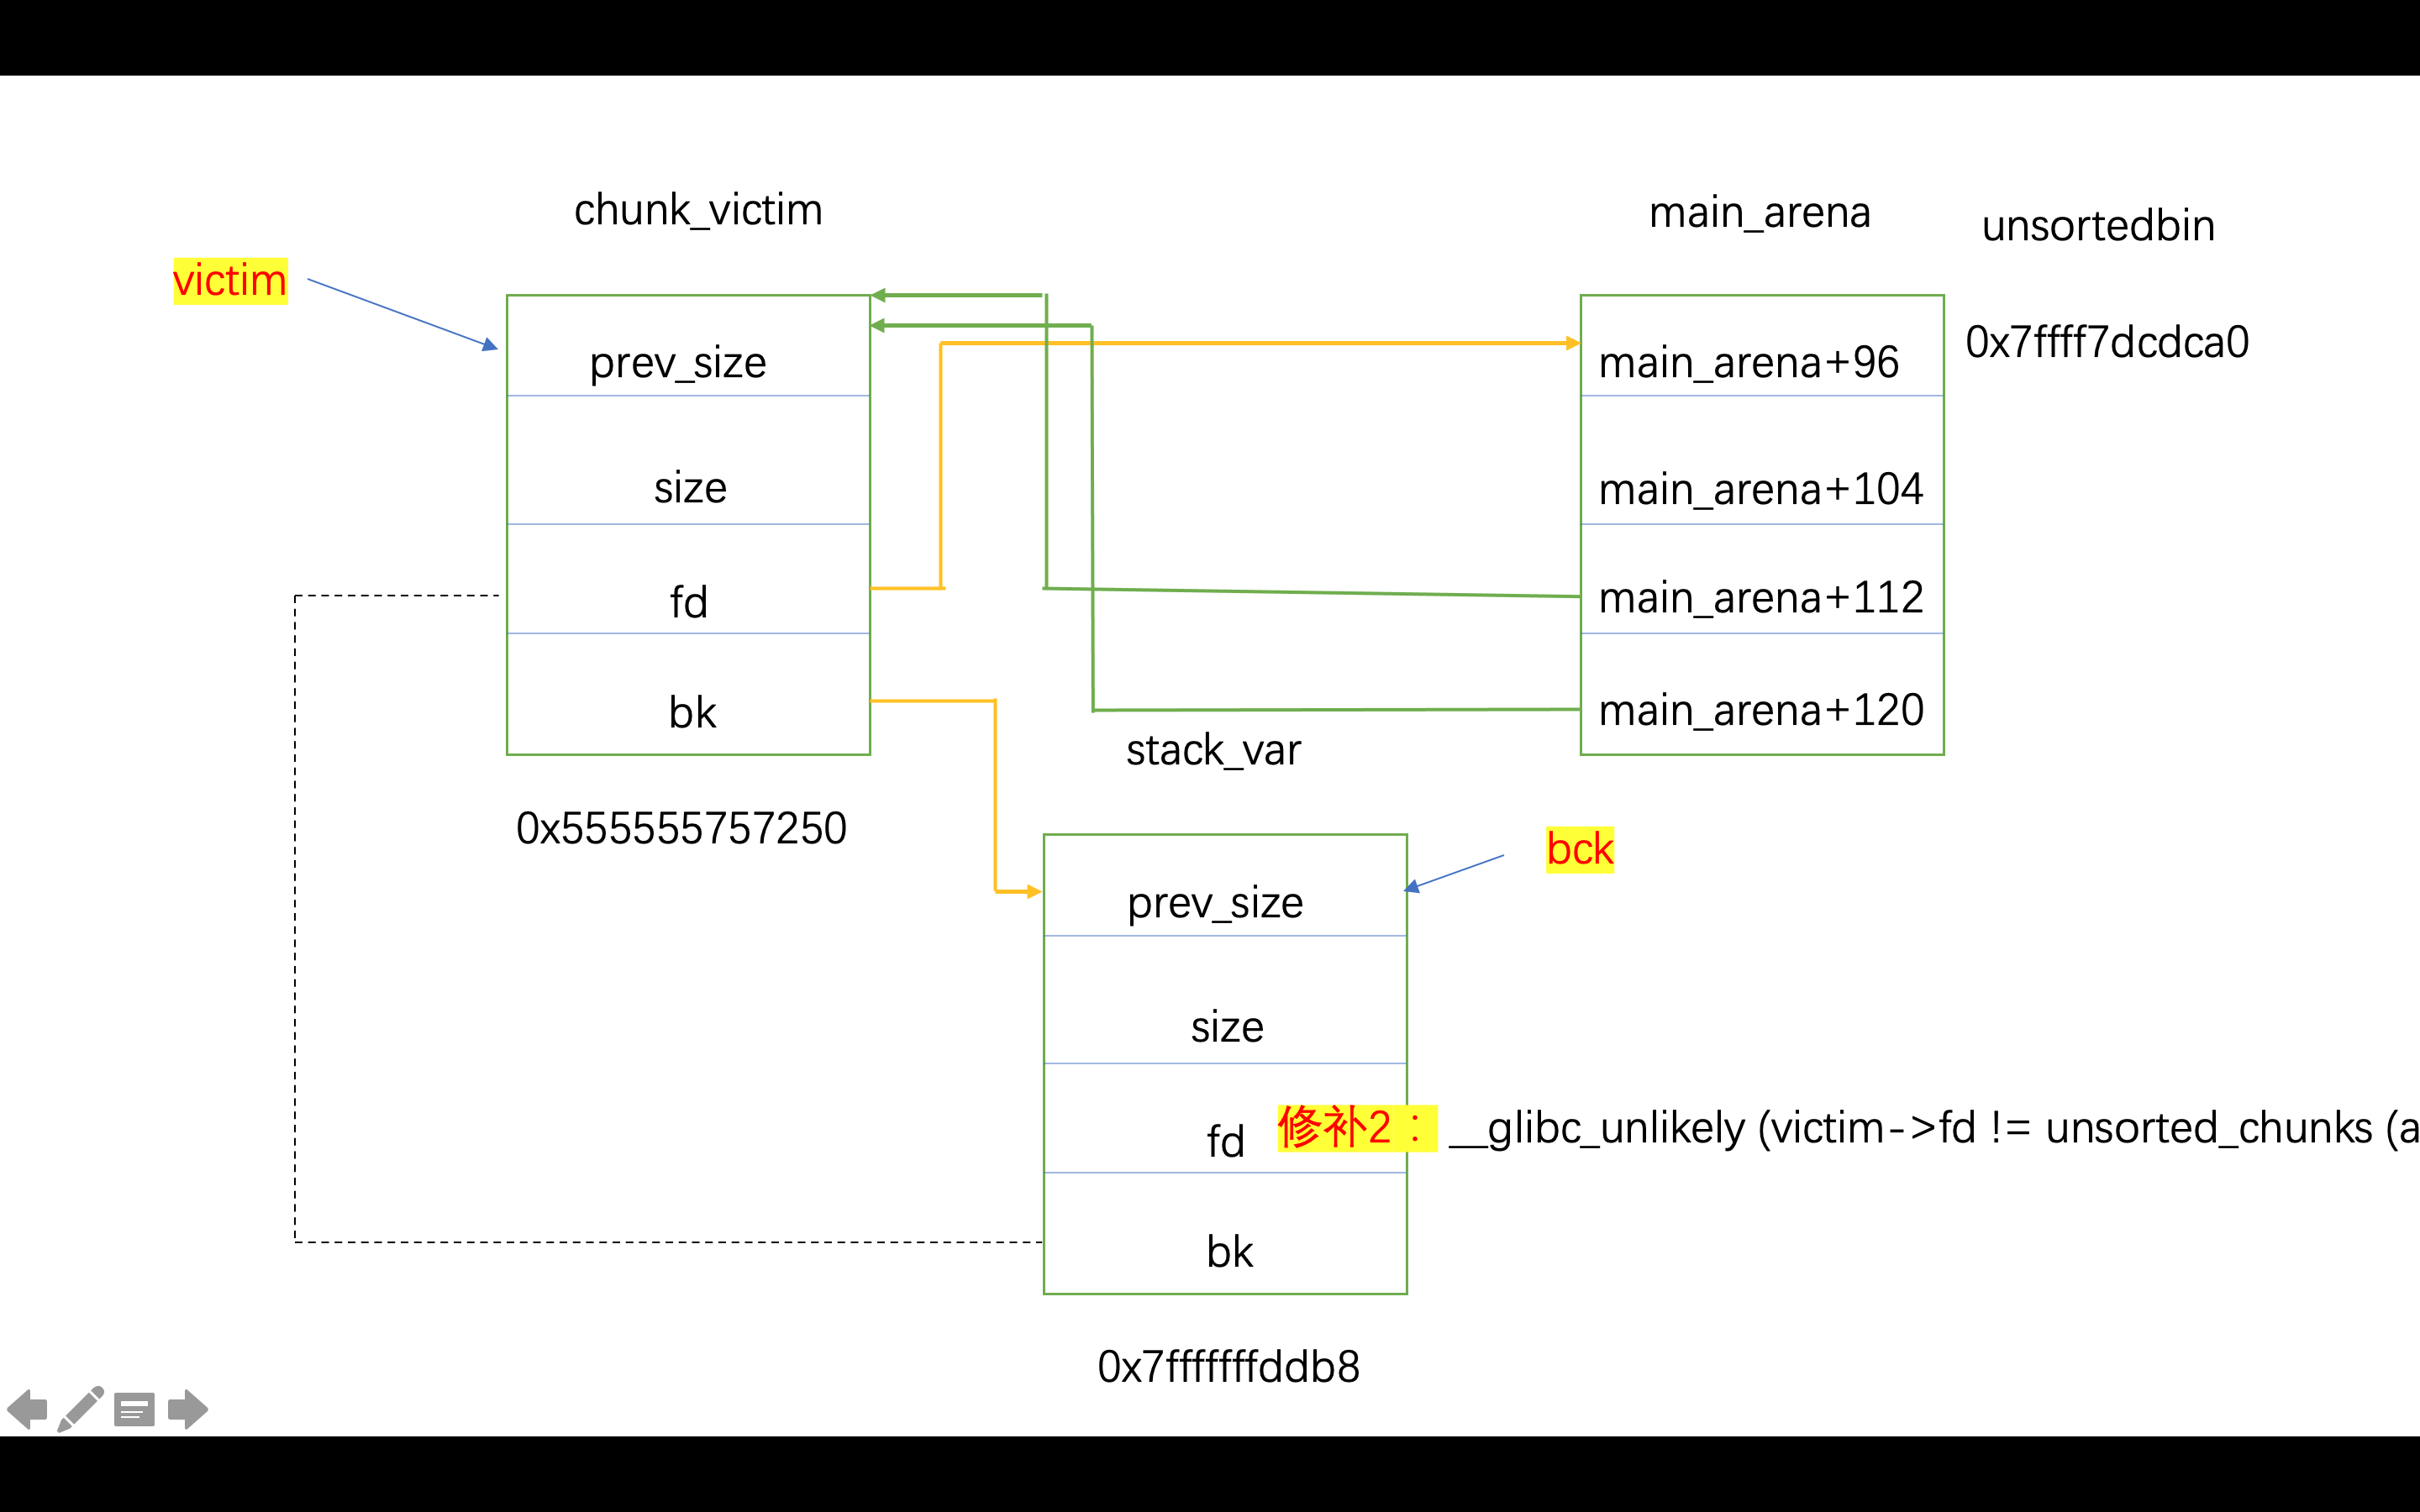 chunk_victim
main_arena
unsortedbin
victim
prev_size
size
fd
bk
0x555555757250
main_arena+96
main_arena+104
main_arena+112
main_arena+120
0x7ffff7dcdca0
stack_var
bck
prev_size
size
fd
修补2： __glibc_unlikely (victim->fd != unsorted_chunks (a
bk
0x7fffffffddb8